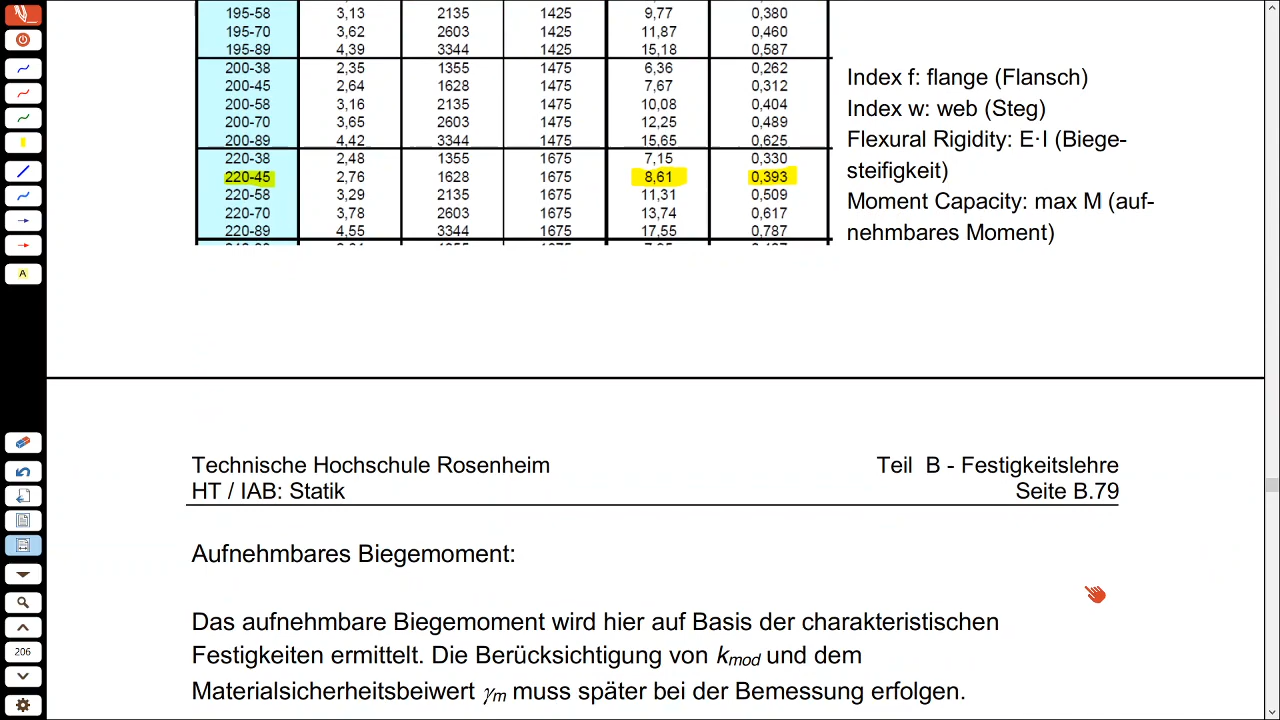 195-58 3,13 2135 1425 9,77 0,380
195-70 3,62 2603 1425 11,87 0,460
195-89 4,39 3344 1425 15,18 0,587
200-38 2,35 1355 1475 6,36 0,262
200-45 2,64 1628 1475 7,67 0,312
200-58 3,16 2135 1475 10,08 0,404
200-70 3,65 2603 1475 12,25 0,489
200-89 4,42 3344 1475 15,65 0,625
220-38 2,48 1355 1675 7,15 0,330
220-45 2,76 1628 1675 8,61 0,393
220-58 3,29 2135 1675 11,31 0,509
220-70 3,78 2603 1675 13,74 0,617
220-89 4,55 3344 1675 17,55 0,787
Index f: flange (Flansch)
Index w: web (Steg)
Flexural Rigidity: E·I (Biege-
steifigkeit)
Moment Capacity: max M (auf-
nehmbares Moment)
A
206
Technische Hochschule Rosenheim Teil B - Festigkeitslehre
HT / IAB: Statik Seite B.79
Aufnehmbares Biegemoment:
Das aufnehmbare Biegemoment wird hier auf Basis der charakteristischen
Festigkeiten ermittelt. Die Berücksichtigung von kmod und dem
Materialsicherheitsbeiwert γm muss später bei der Bemessung erfolgen.